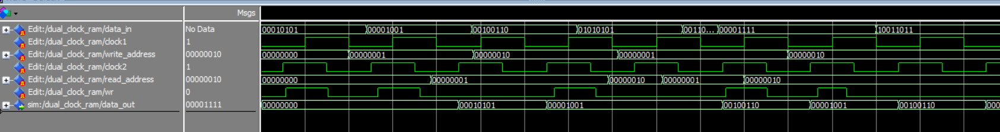 Msgs
Edit:/dual_clock_ram/data_in No Data 00010101 00001001 00100110 01010101 00110... 00001111 10011011
Edit:/dual_clock_ram/clock1 1
Edit:/dual_clock_ram/write_address 00000010 00000000 00000001 00000010 00000001 00000010
Edit:/dual_clock_ram/clock2 1
Edit:/dual_clock_ram/read_address 00000010 00000000 00000001 00000010 00000001 00000010
Edit:/dual_clock_ram/wr 0
sim:/dual_clock_ram/data_out 00001111 00000000 00010101 00001001 00100110 00001001 00100110 000